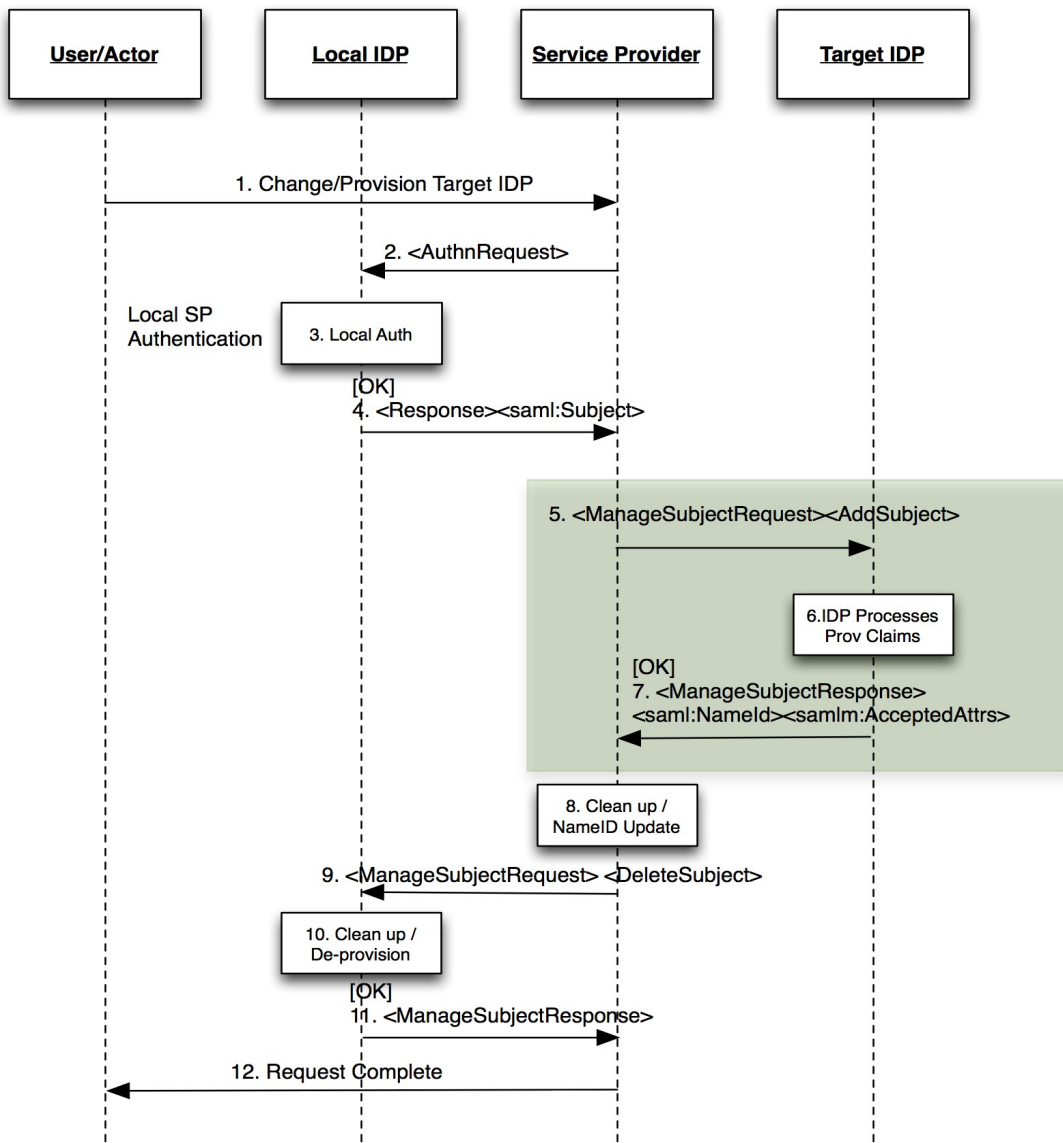 User/Actor
Local IDP
Service Provider
Target IDP
1. Change/Provision Target IDP
2. <AuthnRequest>
Local SP
Authentication
3. Local Auth
[OK]
4. <Response><saml:Subject>
5. <ManageSubjectRequest><AddSubject>
6.IDP Processes
Prov Claims
[OK]
7. <ManageSubjectResponse>
<saml:NameId><samlm:AcceptedAttrs>
8. Clean up /
NameID Update
9. <ManageSubjectRequest> <DeleteSubject>
10. Clean up /
De-provision
[OK]
11. <ManageSubjectResponse>
12. Request Complete